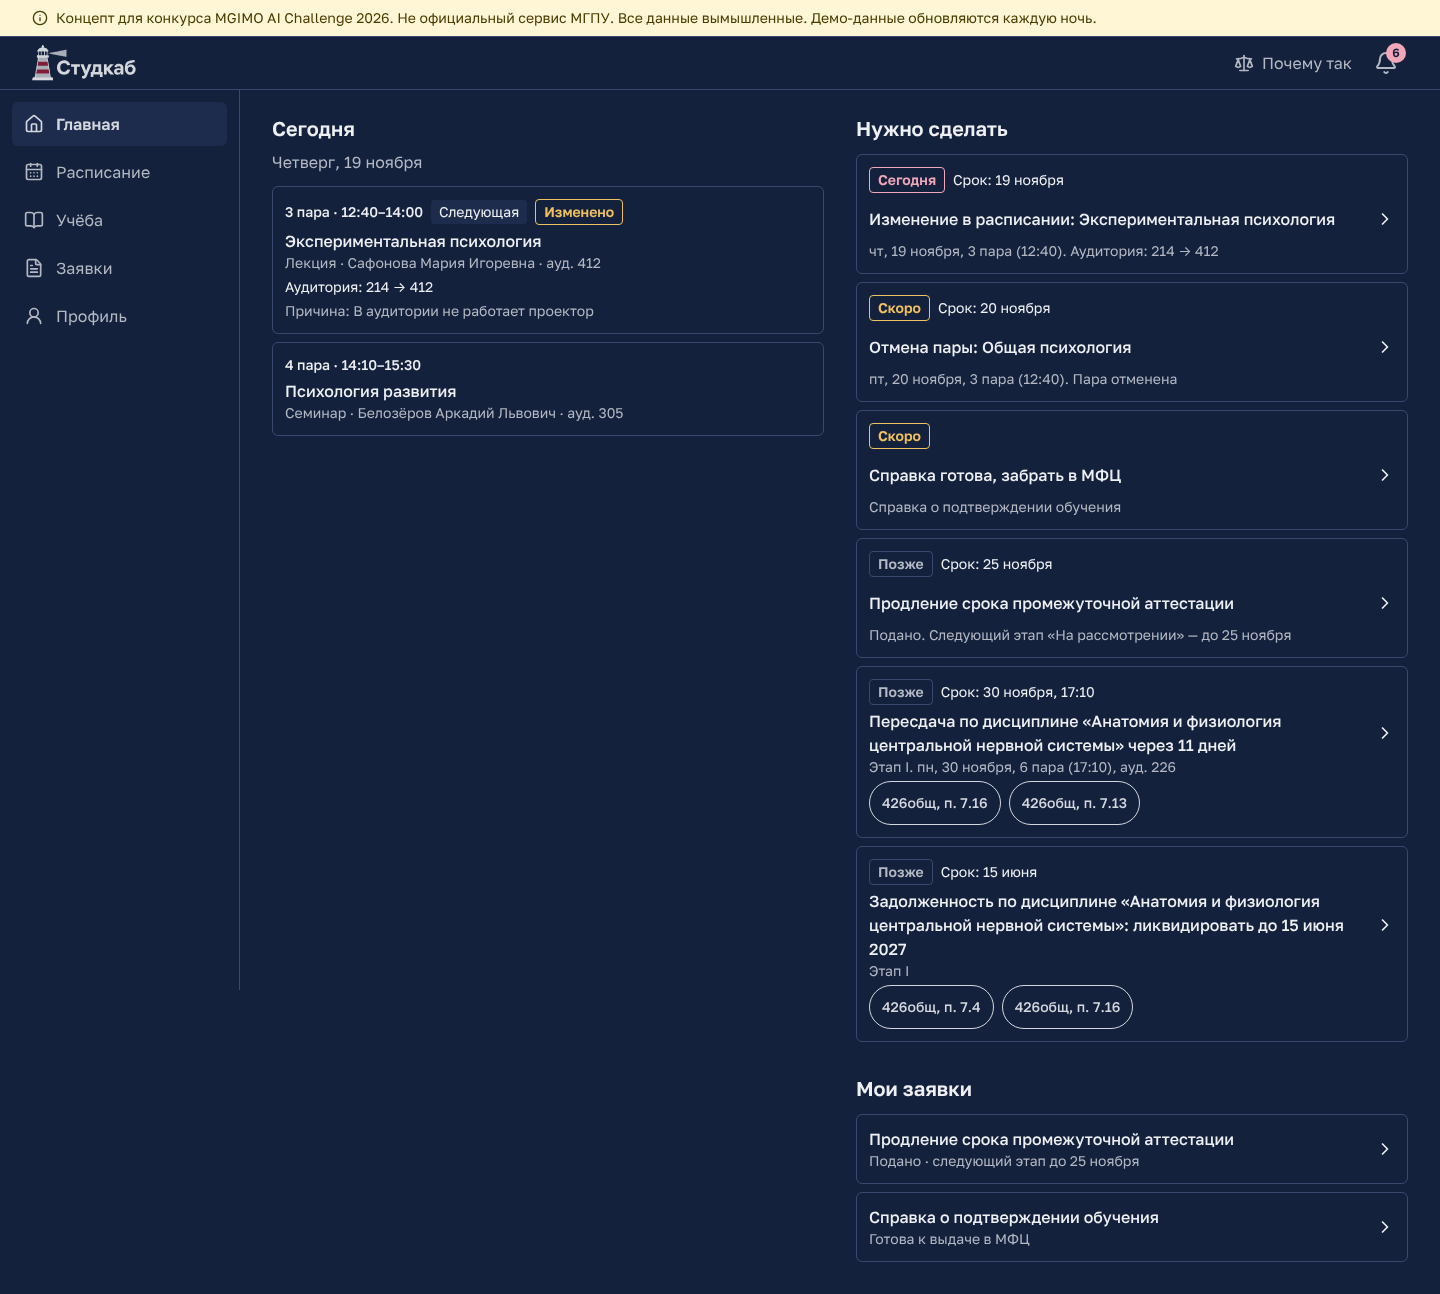 Концепт для конкурса MGIMO AI Challenge 2026. Не официальный сервис МГПУ. Все данные вымышленные. Демо-данные обновляются каждую ночь.
Студкаб
Почему так
6
Главная
Расписание
Учёба
Заявки
Профиль
Сегодня
Четверг, 19 ноября
3 пара · 12:40–14:00 Следующая Изменено
Экспериментальная психология
Лекция · Сафонова Мария Игоревна · ауд. 412
Аудитория: 214 → 412
Причина: В аудитории не работает проектор
4 пара · 14:10–15:30
Психология развития
Семинар · Белозёров Аркадий Львович · ауд. 305
Нужно сделать
Сегодня Срок: 19 ноября
Изменение в расписании: Экспериментальная психология
чт, 19 ноября, 3 пара (12:40). Аудитория: 214 → 412
Скоро Срок: 20 ноября
Отмена пары: Общая психология
пт, 20 ноября, 3 пара (12:40). Пара отменена
Скоро
Справка готова, забрать в МФЦ
Справка о подтверждении обучения
Позже Срок: 25 ноября
Продление срока промежуточной аттестации
Подано. Следующий этап «На рассмотрении» — до 25 ноября
Позже Срок: 30 ноября, 17:10
Пересдача по дисциплине «Анатомия и физиология
центральной нервной системы» через 11 дней
Этап I. пн, 30 ноября, 6 пара (17:10), ауд. 226
426общ, п. 7.16 426общ, п. 7.13
Позже Срок: 15 июня
Задолженность по дисциплине «Анатомия и физиология
центральной нервной системы»: ликвидировать до 15 июня
2027
Этап I
426общ, п. 7.4 426общ, п. 7.16
Мои заявки
Продление срока промежуточной аттестации
Подано · следующий этап до 25 ноября
Справка о подтверждении обучения
Готова к выдаче в МФЦ